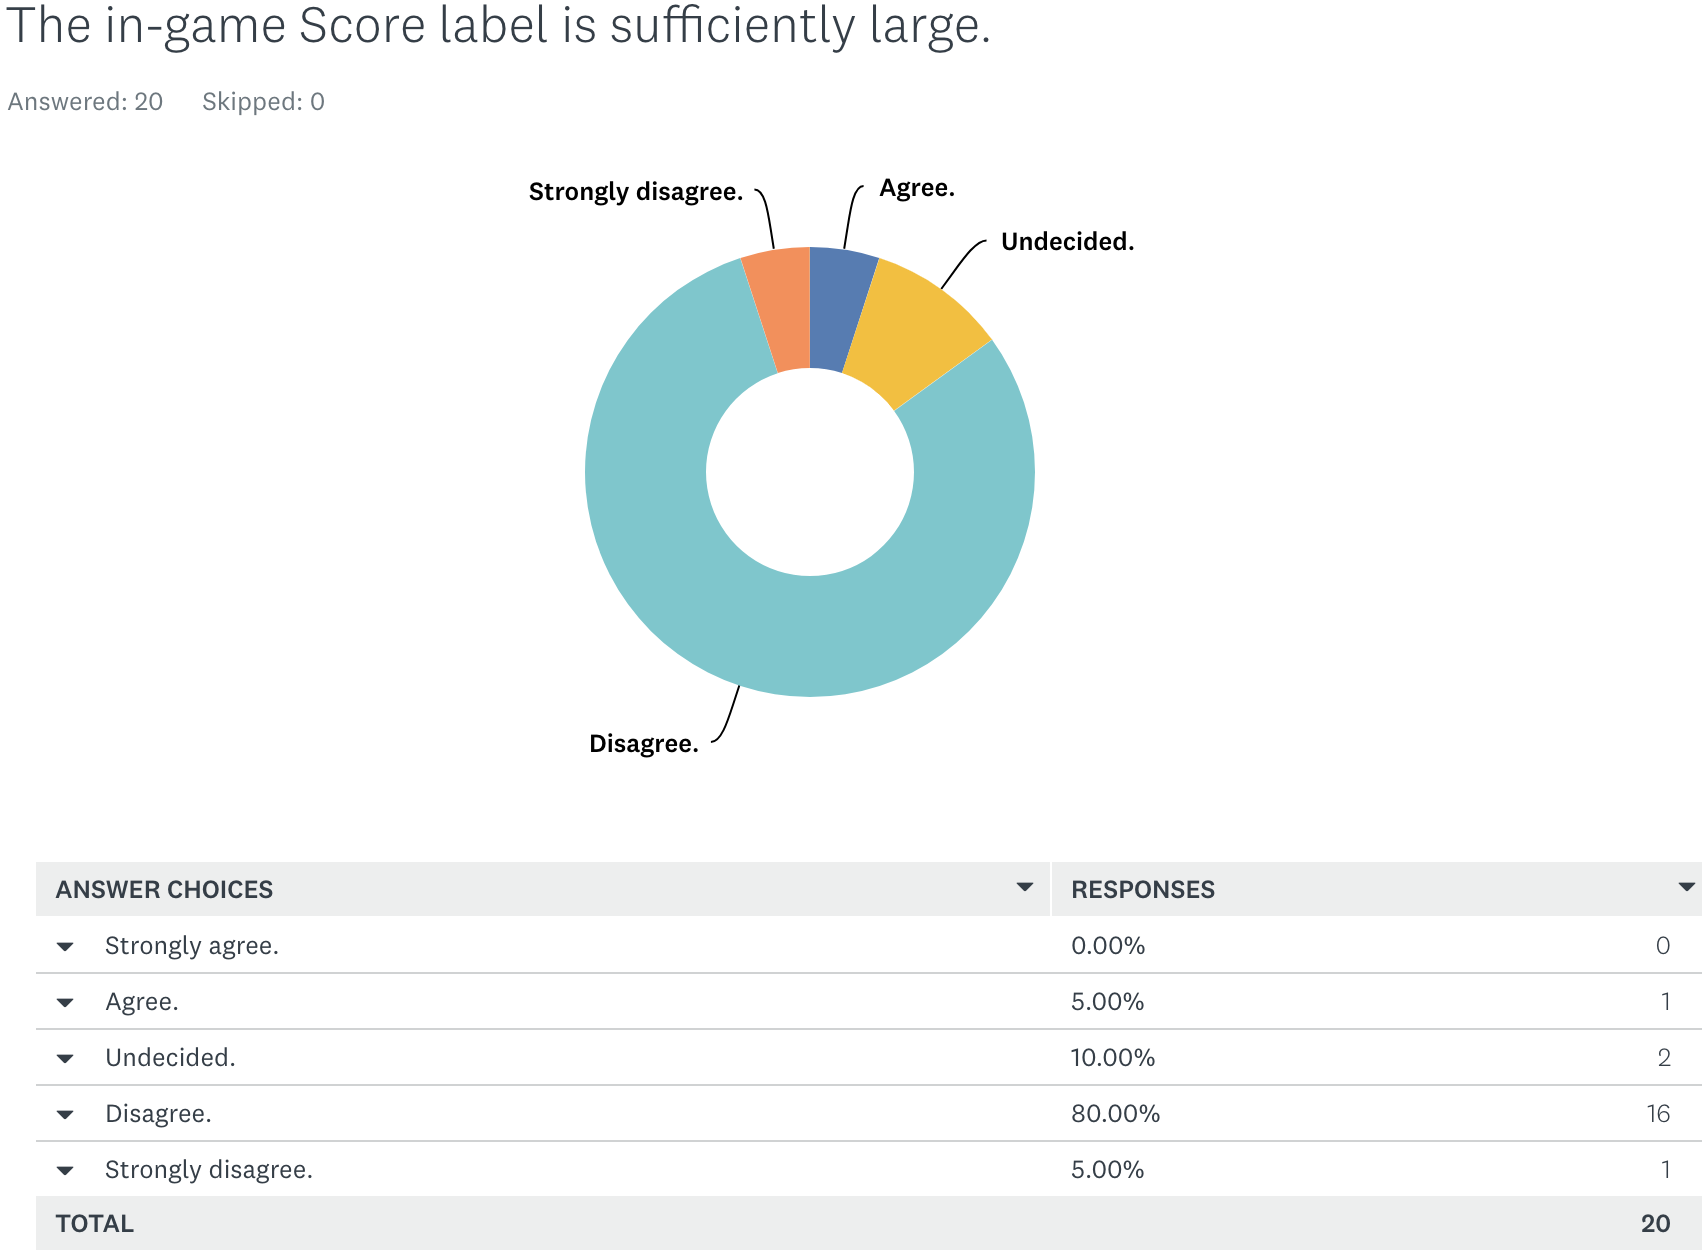 The in-game Score label is sufficiently large.
Answered: 20 Skipped: 0
Strongly disagree. Agree.
Undecided.
Disagree.
ANSWER CHOICES RESPONSES
Strongly agree. 0.00% 0
Agree. 5.00% 1
Undecided. 10.00% 2
Disagree. 80.00% 16
Strongly disagree. 5.00% 1
TOTAL 20